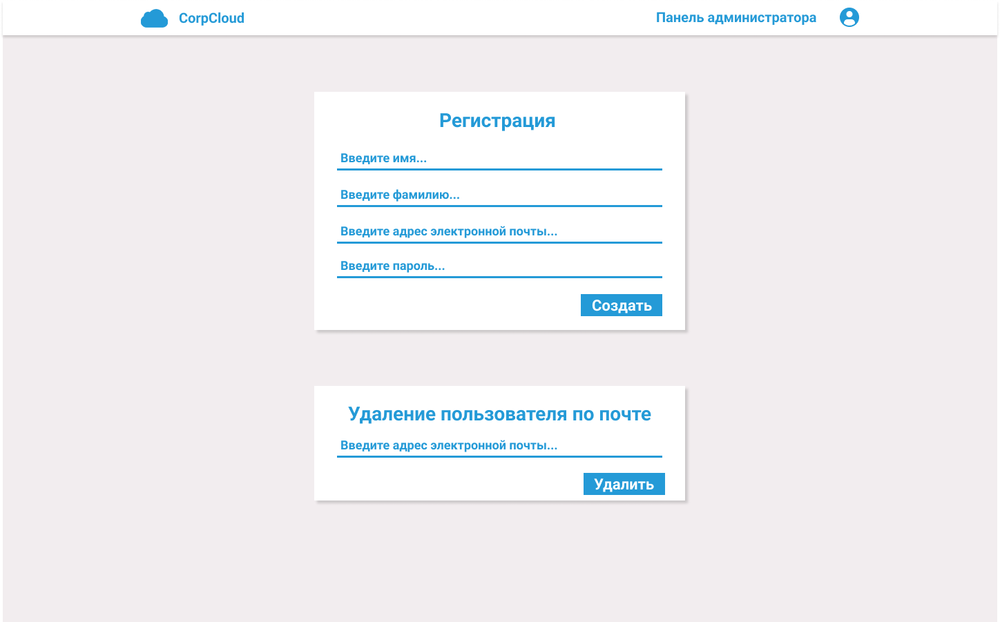 CorpCloud
Панель администратора
Регистрация
Введите имя...
Введите фамилию...
Введите адрес электронной почты...
Введите пароль...
Создать
Удаление пользователя по почте
Введите адрес электронной почты...
Удалить